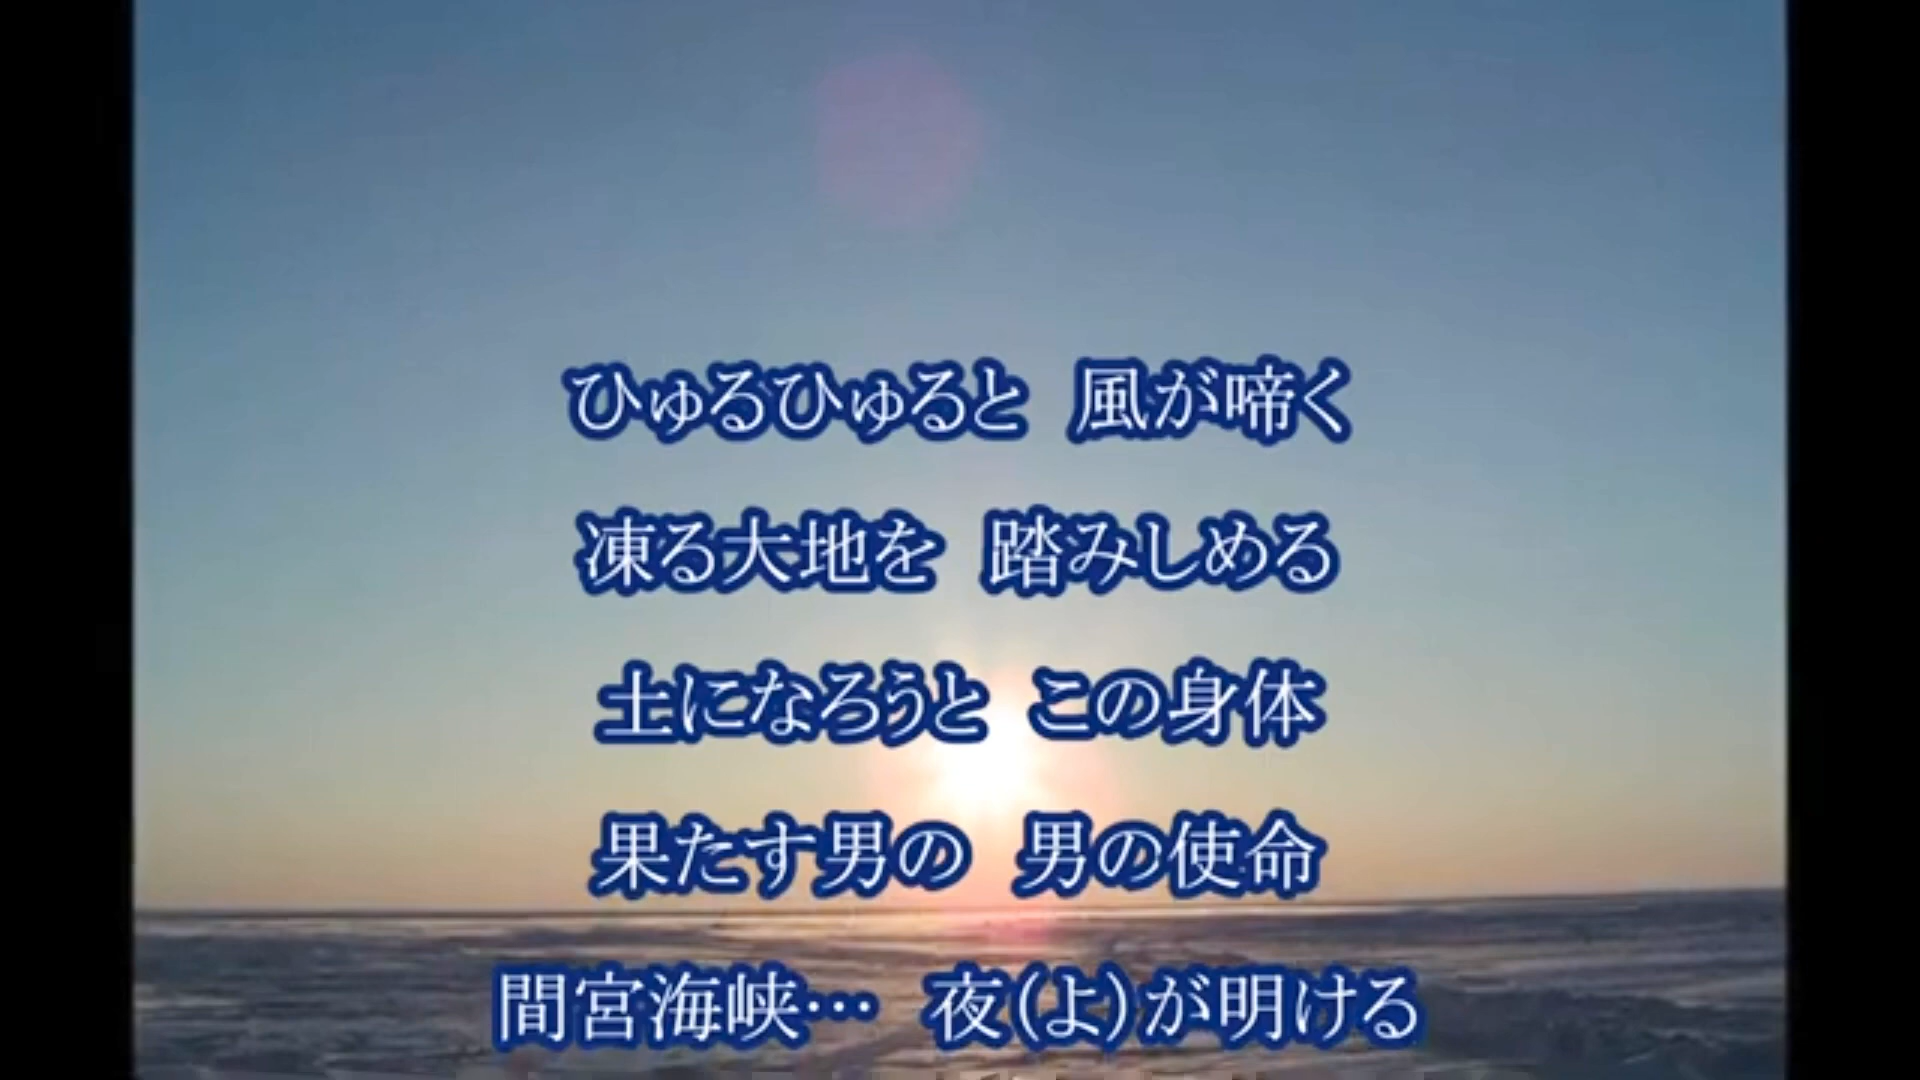 ひゅるひゅると　風が啼く
凍る大地を　踏みしめる
土になろうと　この身体
果たす男の　男の使命
間宮海峡…　夜（よ）が明ける